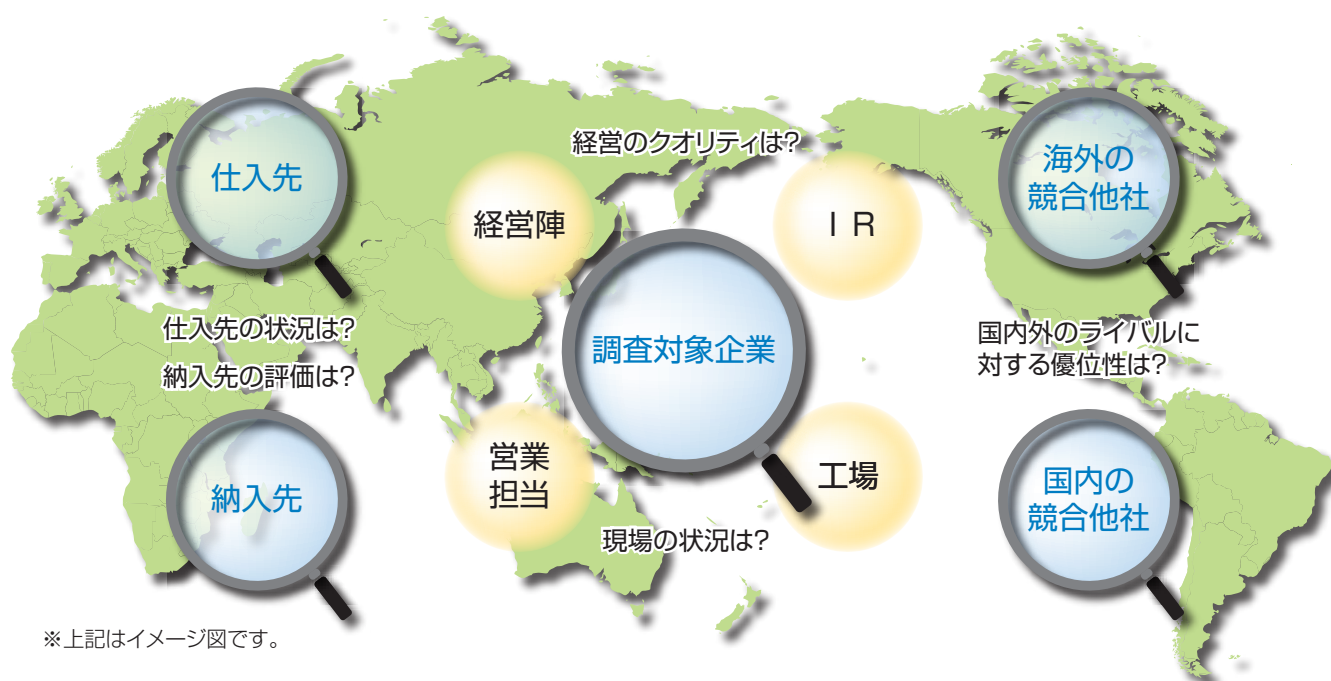 経営のクオリティは?
仕入先
海外の
競合他社
経営陣
ＩＲ
調査対象企業
仕入先の状況は?
納入先の評価は?
国内外のライバルに
対する優位性は?
営業
担当
工場
納入先
国内の
競合他社
現場の状況は?
※上記はイメージ図です。